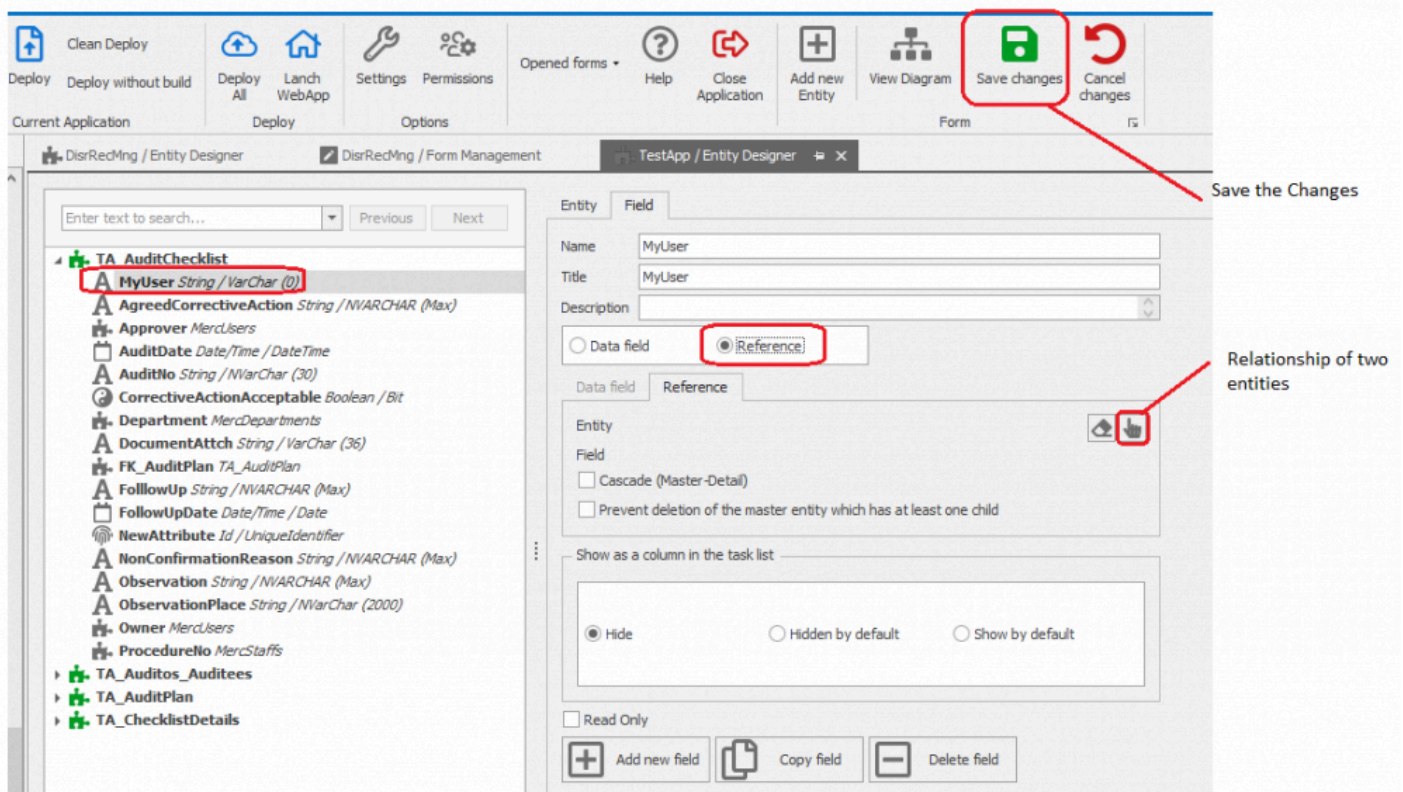 Clean Deploy
Deploy without build
Deploy
Deploy All
Lanch WebApp
Settings
Permissions
Opened forms
Help
Close Application
Add new Entity
View Diagram
Save changes
Cancel changes
Current Application
Deploy
Options
Form
DisrRecMng / Entity Designer
DisrRecMng / Form Management
TestApp / Entity Designer
Save the Changes
Enter text to search...
Previous
Next
TA_AuditChecklist
MyUser String / VarChar (0)
AgreedCorrectiveAction String / NVARCHAR (Max)
Approver MercUsers
AuditDate Date/Time / DateTime
AuditNo String / NVarChar (30)
CorrectiveActionAcceptable Boolean / Bit
Department MercDepartments
DocumentAttch String / VarChar (36)
FK_AuditPlan TA_AuditPlan
FolllowUp String / NVARCHAR (Max)
FollowUpDate Date/Time / Date
NewAttribute Id / UniqueIdentifier
NonConfirmationReason String / NVARCHAR (Max)
Observation String / NVARCHAR (Max)
ObservationPlace String / NVarChar (2000)
Owner MercUsers
ProcedureNo MercStaffs
TA_Auditos_Auditees
TA_AuditPlan
TA_ChecklistDetails
Entity
Field
Name
MyUser
Title
MyUser
Description
Data field
Reference
Data field
Reference
Entity
Field
Cascade (Master-Detail)
Prevent deletion of the master entity which has at least one child
Relationship of two
entities
Show as a column in the task list
Hide
Hidden by default
Show by default
Read Only
Add new field
Copy field
Delete field